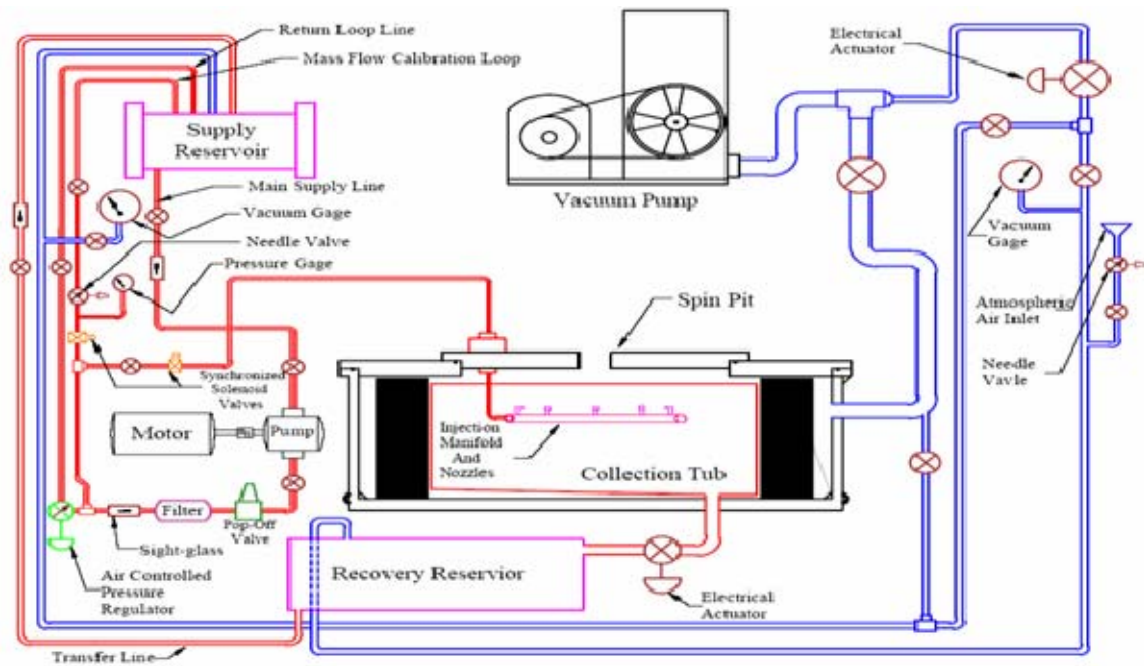 Return Loop Line
Mass Flow Calibration Loop
Supply
Reservoir
Main Supply Line
Vacuum Gage
Needle Valve
Pressure Gage
Synchronized
Solenoid
Valves
Motor
Pump
Filter
Pop-Off
Valve
Sight-glass
Air Controlled
Pressure
Regulator
Transfer Line
Vacuum Pump
Spin Pit
Injection
Manifold
And
Nozzles
Collection Tub
Recovery Reservior
Electrical
Actuator
Electrical
Actuator
Vacuum
Gage
Atmospheric
Air Inlet
Needle
Vavle